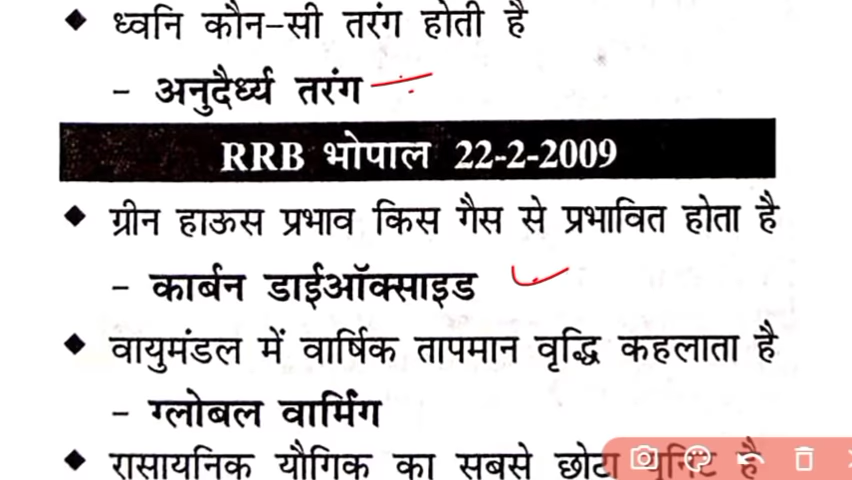 ◆ ध्वनि कौन-सी तरंग होती है
- अनुदैर्ध्य तरंग
RRB भोपाल 22-2-2009
◆ ग्रीन हाऊस प्रभाव किस गैस से प्रभावित होता है
- कार्बन डाईऑक्साइड
◆ वायुमंडल में वार्षिक तापमान वृद्धि कहलाता है
- ग्लोबल वार्मिंग
◆ रासायनिक यौगिक का सबसे छोटा यूनिट है